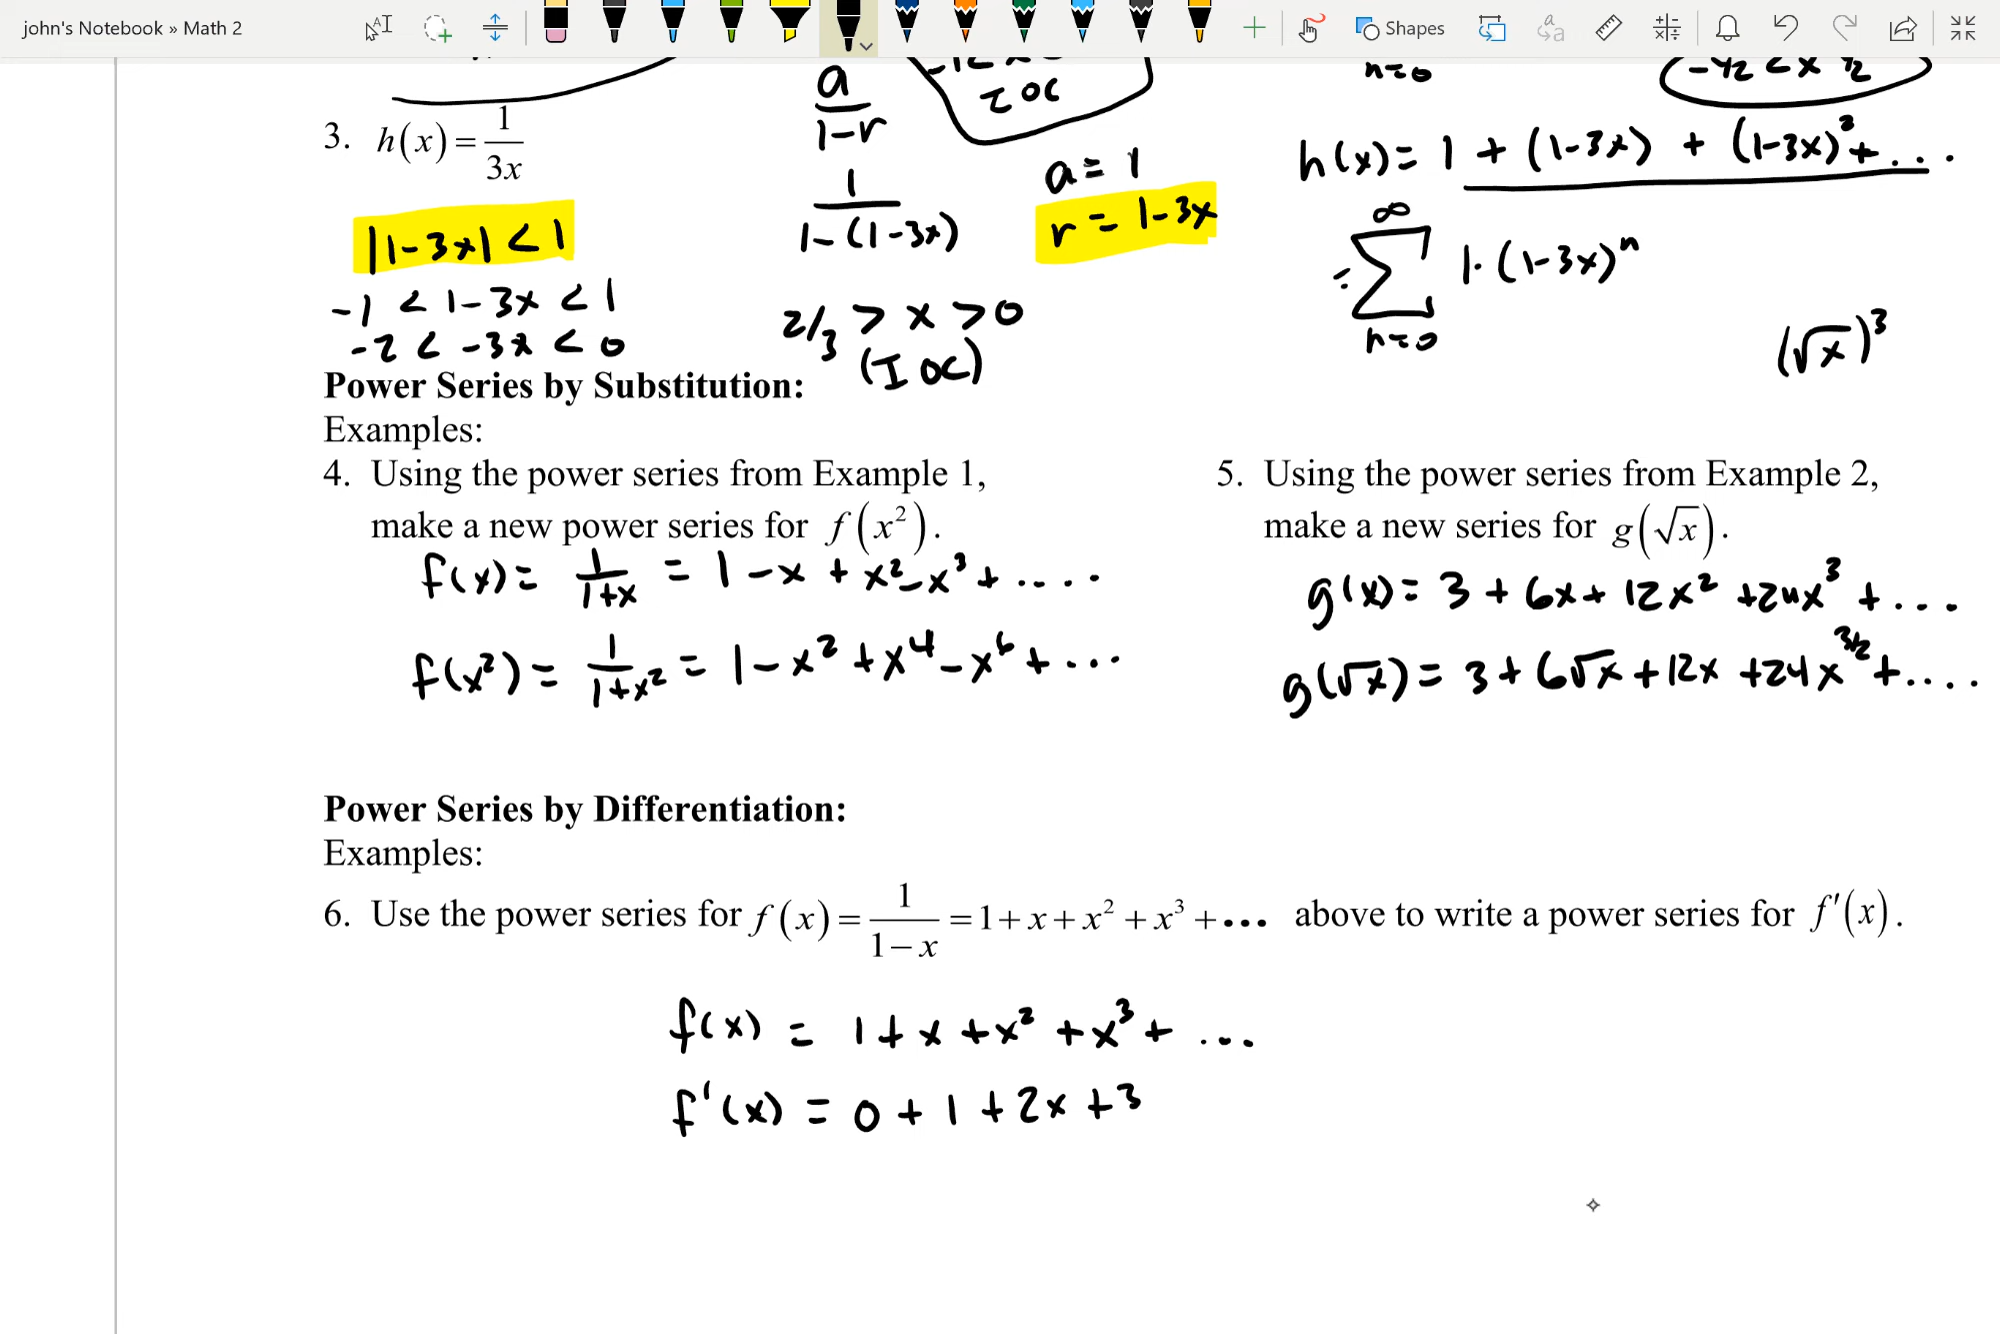 john's Notebook » Math 2
Shapes
a/(1-r)
IOC
n=0
-1/2 < x 1/2
3. h(x) = 1/(3x)
1/(1-(1-3x))
a = 1
r = 1-3x
h(x) = 1 + (1-3x) + (1-3x)² + ....
|1-3x| < 1
-1 < 1-3x < 1
-2 < -3x < 0
2/3 > x > 0
(IOC)
= ∑_{n=0}^{∞} 1·(1-3x)ⁿ
(√x)³
Power Series by Substitution:
Examples:
4. Using the power series from Example 1,
make a new power series for f(x²).
f(x) = 1/(1+x) = 1 - x + x² - x³ + ....
f(x²) = 1/(1+x²) = 1 - x² + x⁴ - x⁶ + ....
5. Using the power series from Example 2,
make a new series for g(√x).
g(x) = 3 + 6x + 12x² + 24x³ + ...
g(√x) = 3 + 6√x + 12x + 24x^{3/2} + ....
Power Series by Differentiation:
Examples:
6. Use the power series for f(x) = 1/(1-x) = 1 + x + x² + x³ + ••• above to write a power series for f'(x).
f(x) = 1 + x + x² + x³ + ...
f'(x) = 0 + 1 + 2x + 3